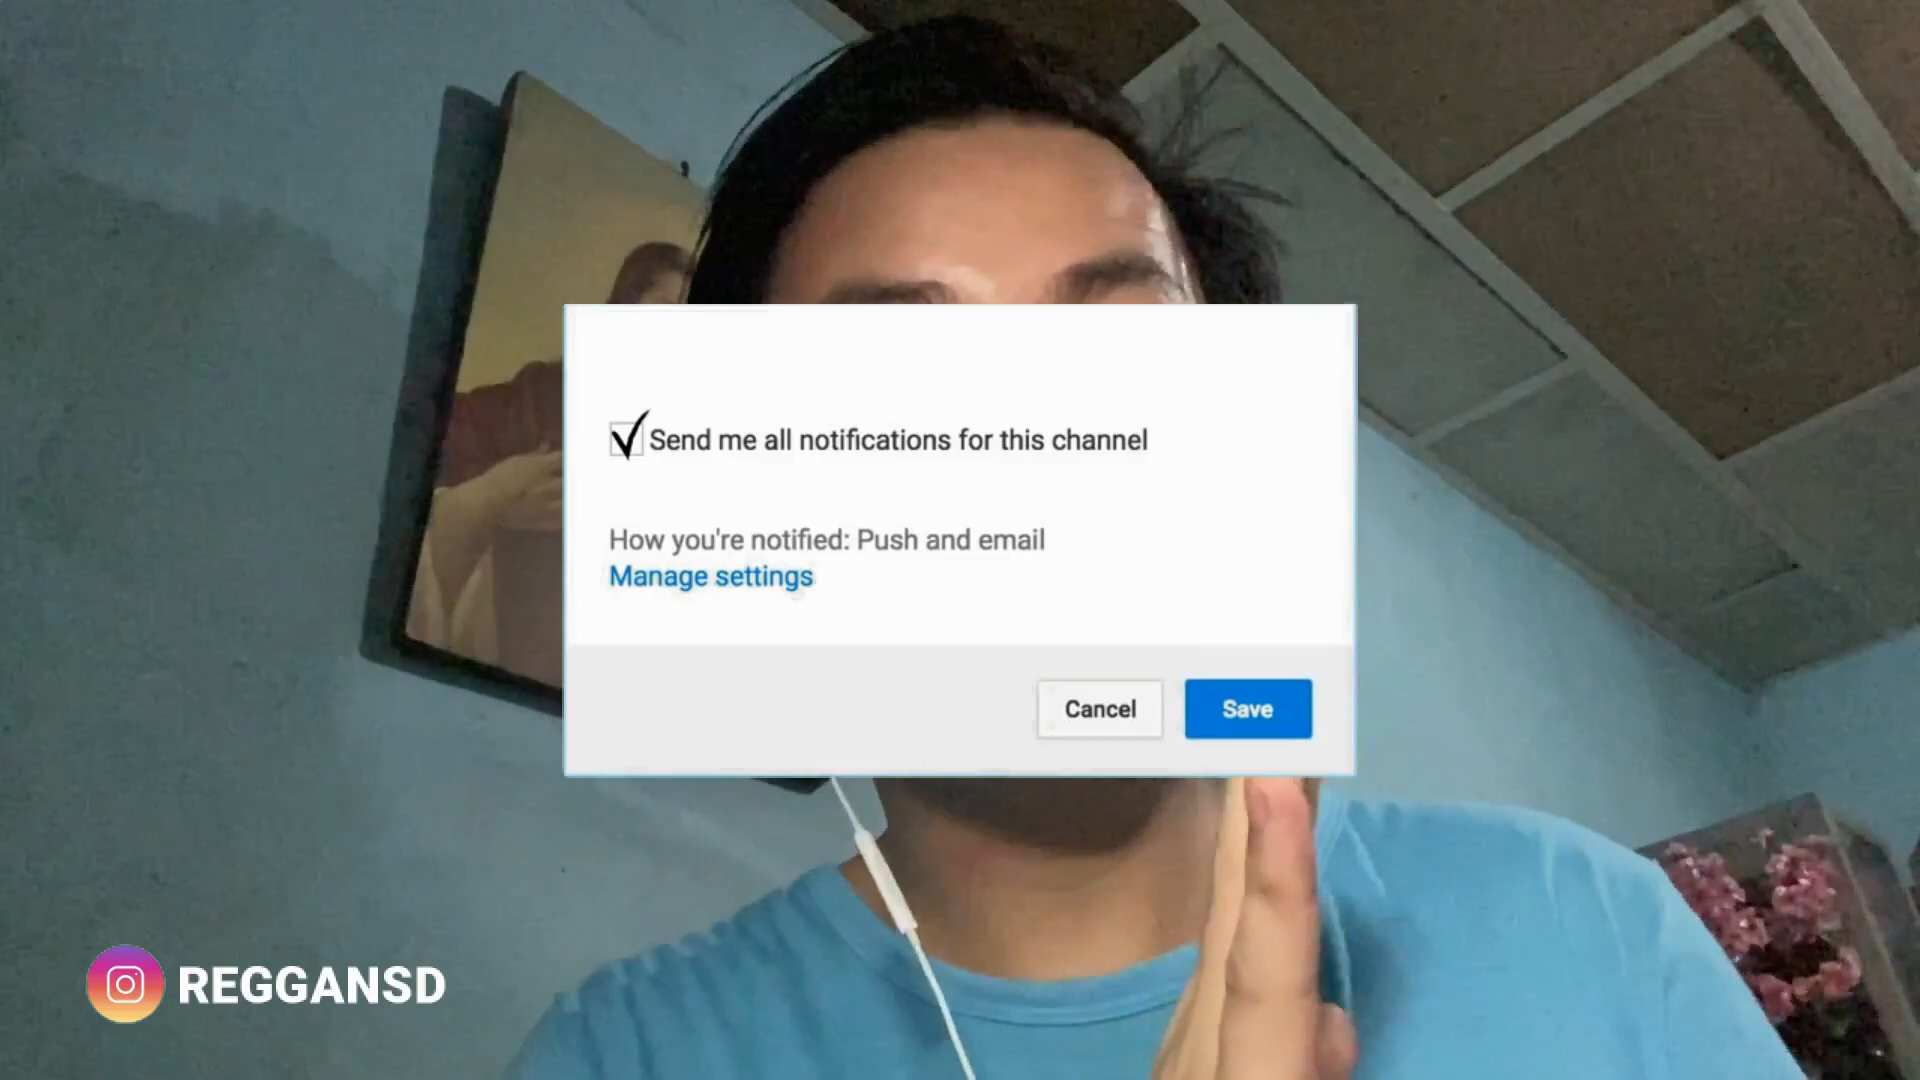 Send me all notifications for this channel
How you're notified: Push and email
Manage settings
Cancel
Save
REGGANSD